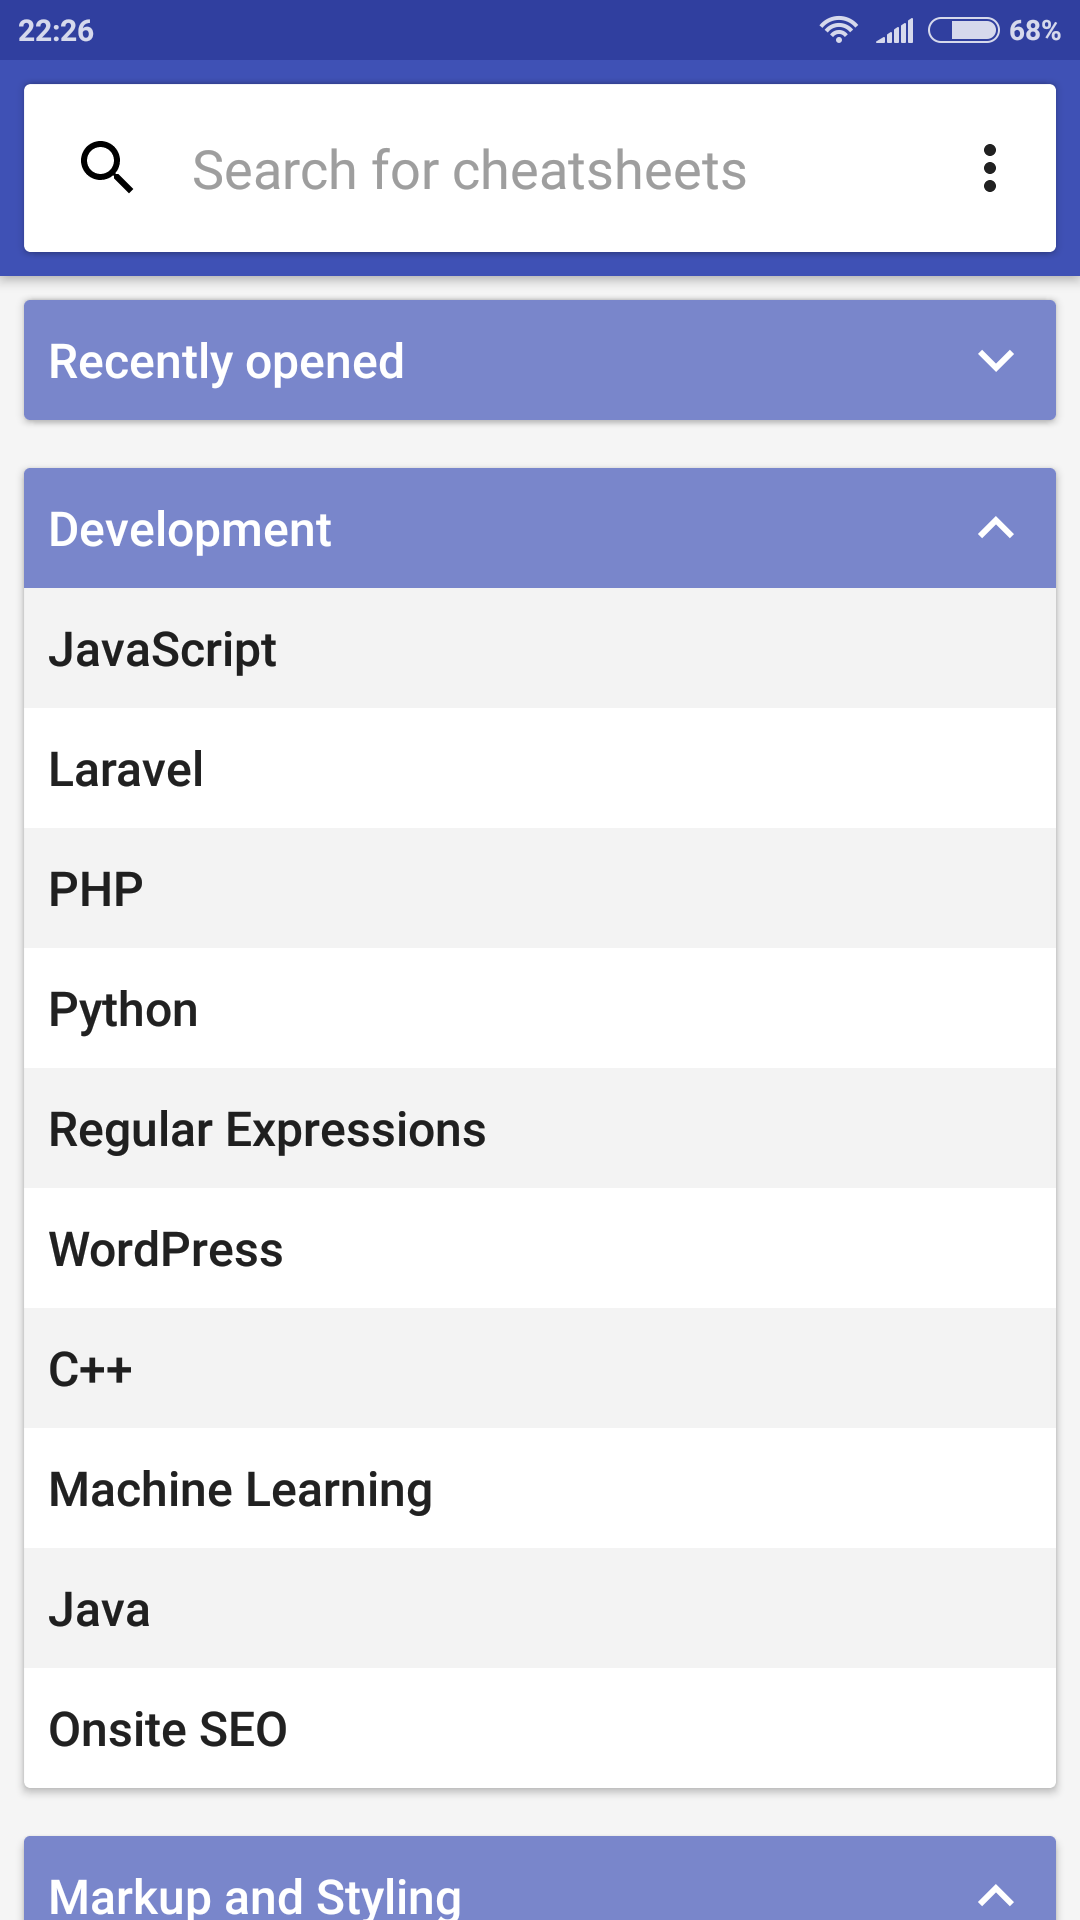 22:26
68%
Search for cheatsheets
Recently opened
Development
JavaScript
Laravel
PHP
Python
Regular Expressions
WordPress
C++
Machine Learning
Java
Onsite SEO
Markup and Styling